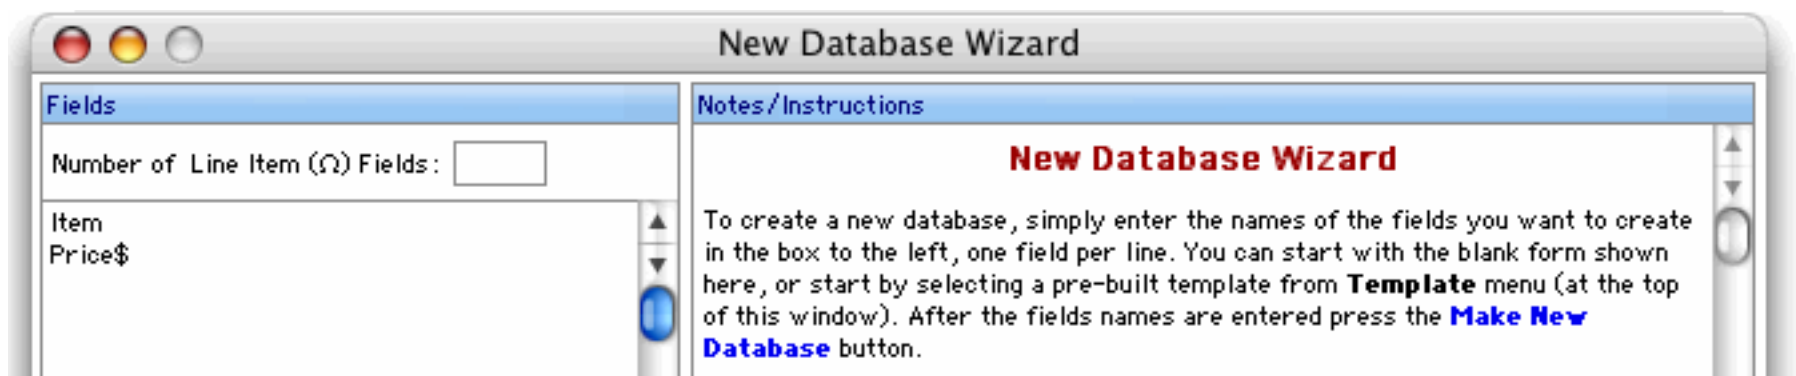 New Database Wizard
Fields
Number of Line Item (Ω) Fields:
Item
Price$
Notes/Instructions
New Database Wizard
To create a new database, simply enter the names of the fields you want to create
in the box to the left, one field per line. You can start with the blank form shown
here, or start by selecting a pre-built template from Template menu (at the top
of this window). After the fields names are entered press the Make New
Database button.